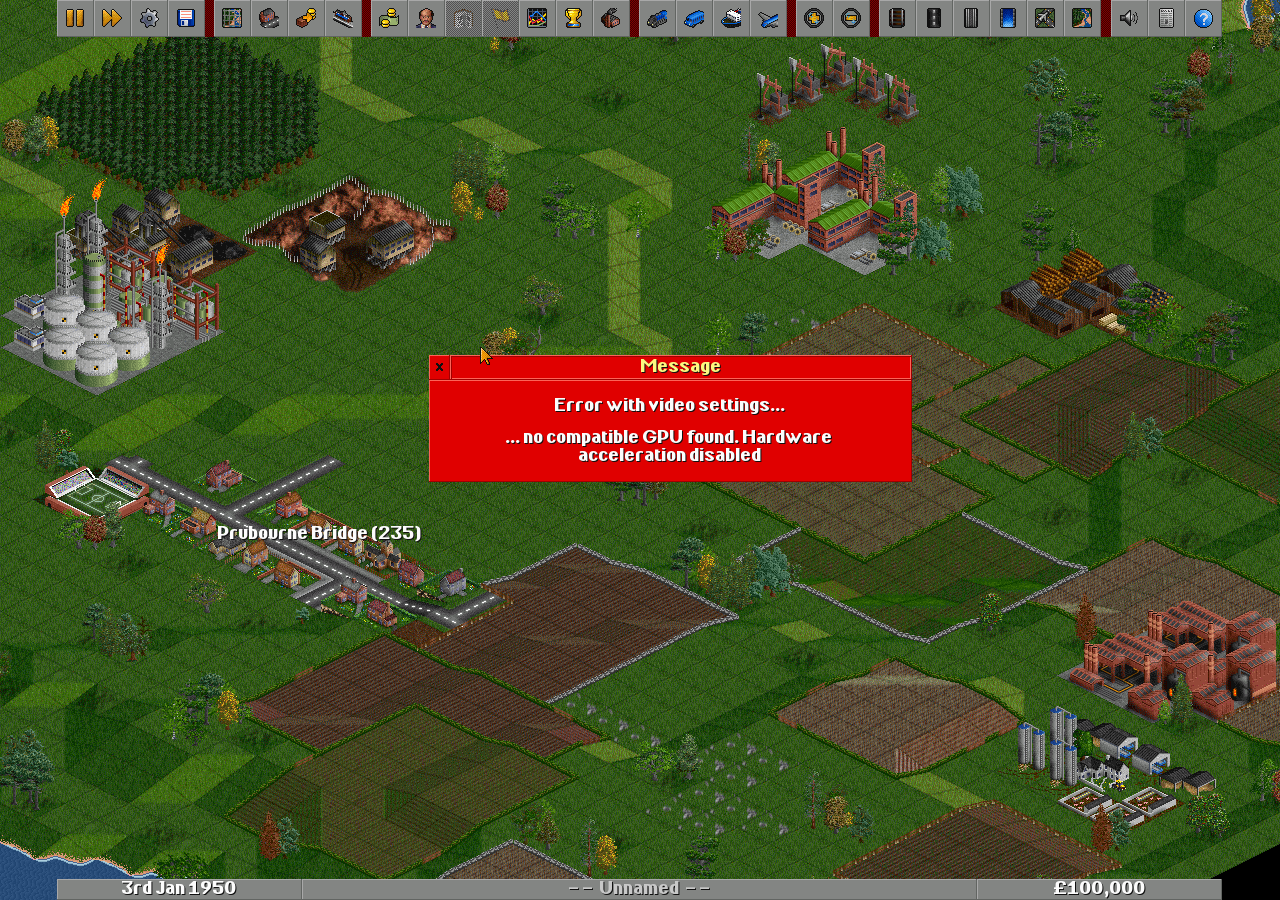 x Message
Error with video settings...
... no compatible GPU found. Hardware
acceleration disabled
Prubourne Bridge (235)
3rd Jan 1950 -- Unnamed -- £100,000